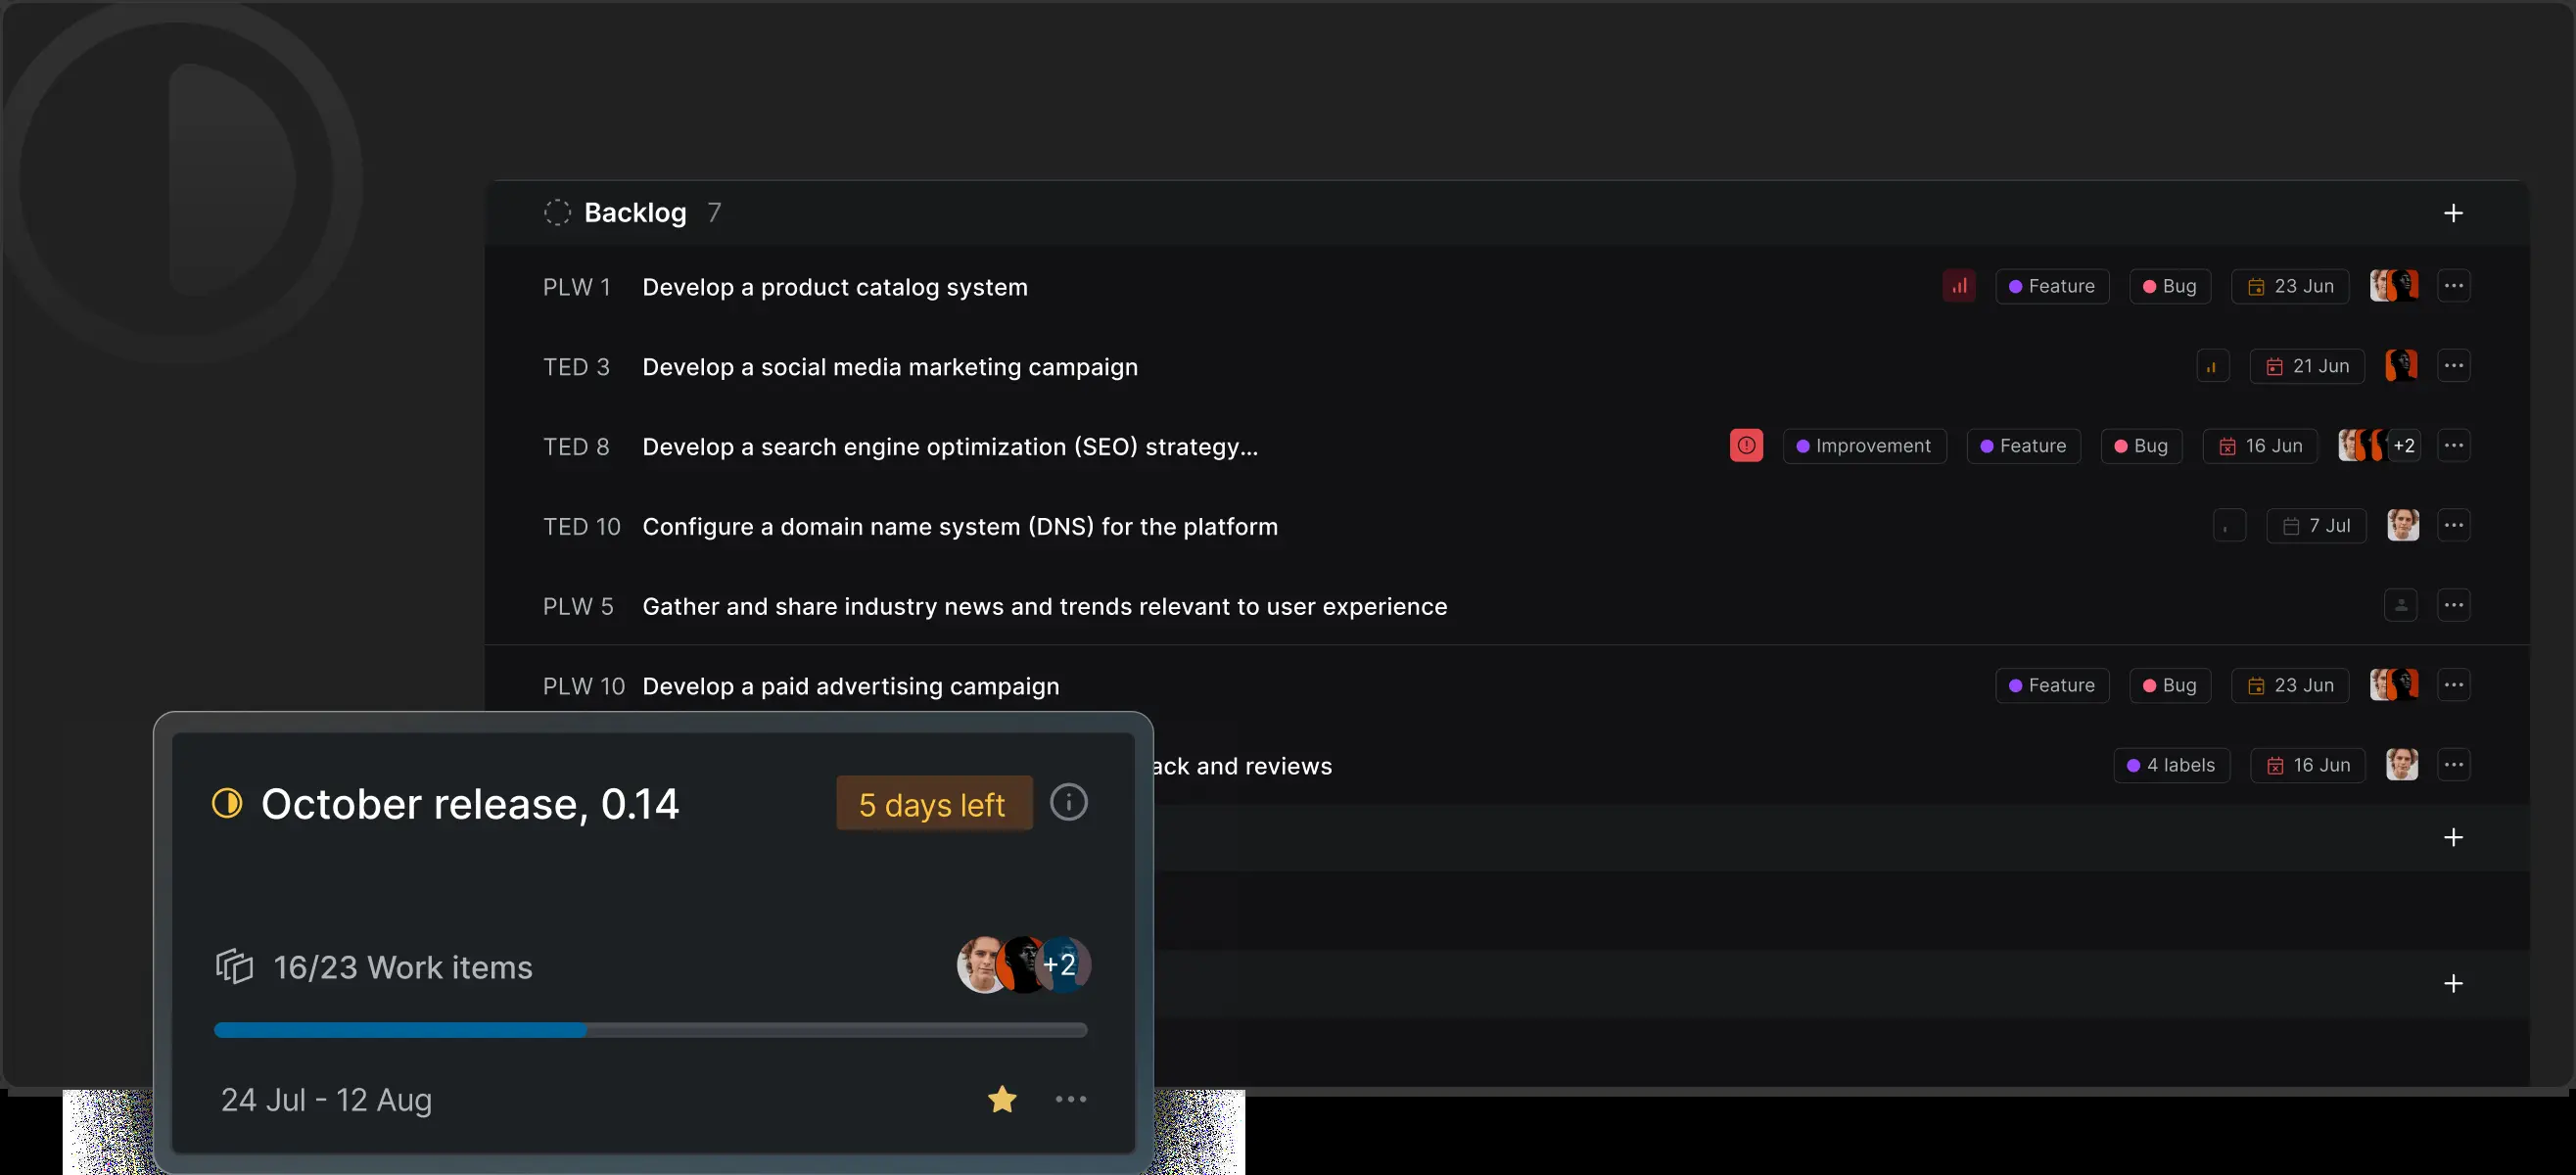 Backlog 7
PLW 1 Develop a product catalog system Feature Bug 23 Jun
TED 3 Develop a social media marketing campaign 21 Jun
TED 8 Develop a search engine optimization (SEO) strategy... Improvement Feature Bug 16 Jun +2
TED 10 Configure a domain name system (DNS) for the platform 7 Jul
PLW 5 Gather and share industry news and trends relevant to user experience
PLW 10 Develop a paid advertising campaign Feature Bug 23 Jun
and reviews 4 labels 16 Jun
October release, 0.14 5 days left
16/23 Work items +2
24 Jul - 12 Aug